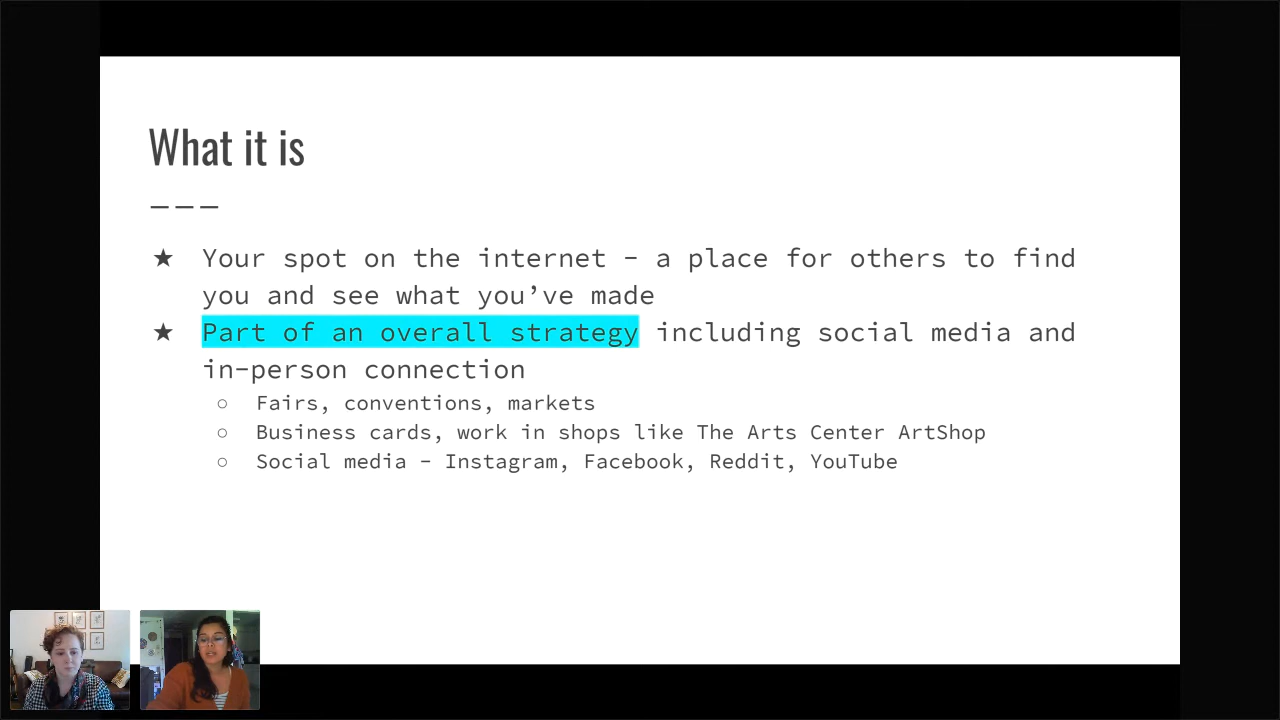 What it is
———
★ Your spot on the internet – a place for others to find
you and see what you’ve made
★ Part of an overall strategy including social media and
in-person connection
○ Fairs, conventions, markets
○ Business cards, work in shops like The Arts Center ArtShop
○ Social media – Instagram, Facebook, Reddit, YouTube